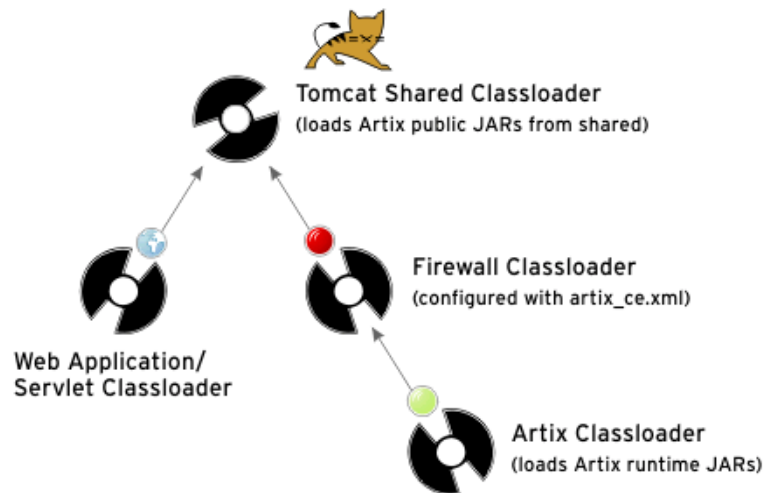 Tomcat Shared Classloader
(loads Artix public JARs from shared)
Firewall Classloader
(configured with artix_ce.xml)
Web Application/
Servlet Classloader
Artix Classloader
(loads Artix runtime JARs)